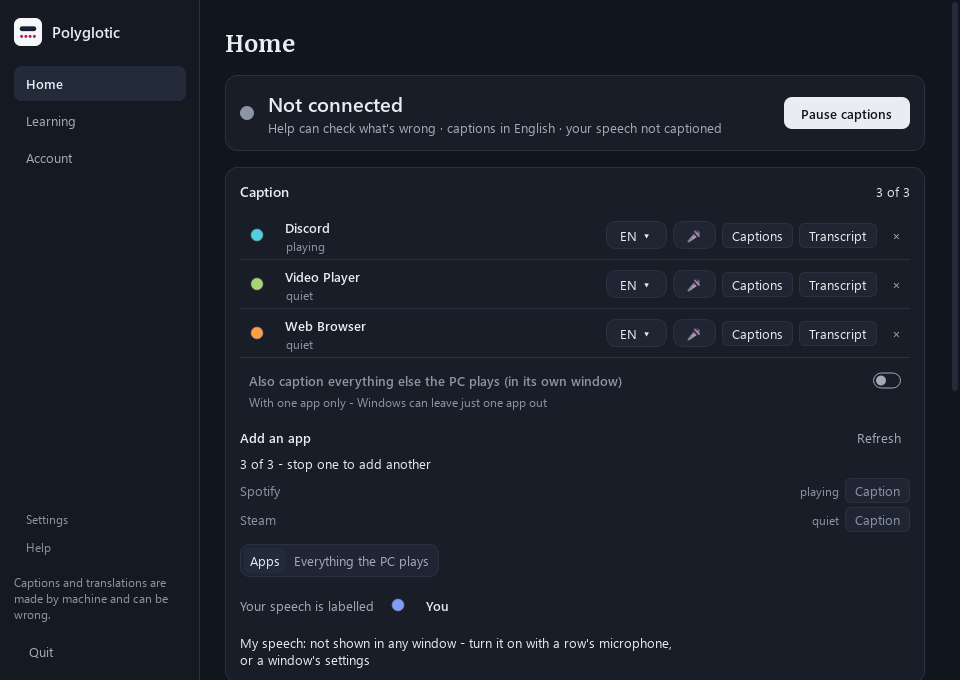 Polyglotic
Home
Learning
Account
Settings
Help
Captions and translations are
made by machine and can be
wrong.
Quit
Home
Not connected
Help can check what's wrong · captions in English · your speech not captioned
Pause captions
Caption
3 of 3
Discord
playing
EN ▾
Captions
Transcript
×
Video Player
quiet
EN ▾
Captions
Transcript
×
Web Browser
quiet
EN ▾
Captions
Transcript
×
Also caption everything else the PC plays (in its own window)
With one app only - Windows can leave just one app out
Add an app
Refresh
3 of 3 - stop one to add another
Spotify
playing
Caption
Steam
quiet
Caption
Apps
Everything the PC plays
Your speech is labelled
You
My speech: not shown in any window - turn it on with a row's microphone,
or a window's settings